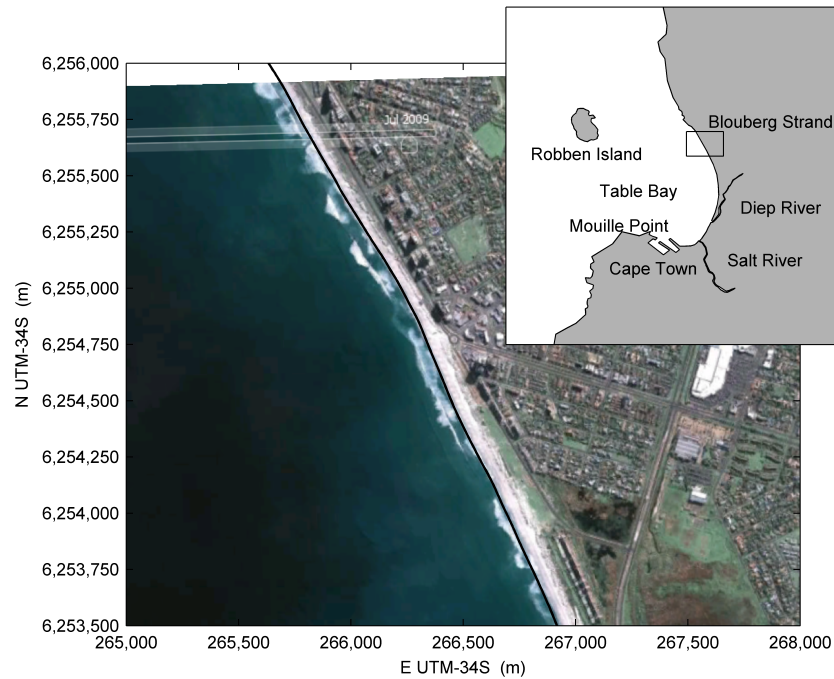 Blouberg Strand
Robben Island
Table Bay
Diep River
Mouille Point
Salt River
Cape Town
Jul 2009
6,256,000
6,255,750
6,255,500
6,255,250
6,255,000
6,254,750
6,254,500
6,254,250
6,254,000
6,253,750
6,253,500
N UTM-34S (m)
265,000
265,500
266,000
266,500
267,000
267,500
268,000
E UTM-34S (m)